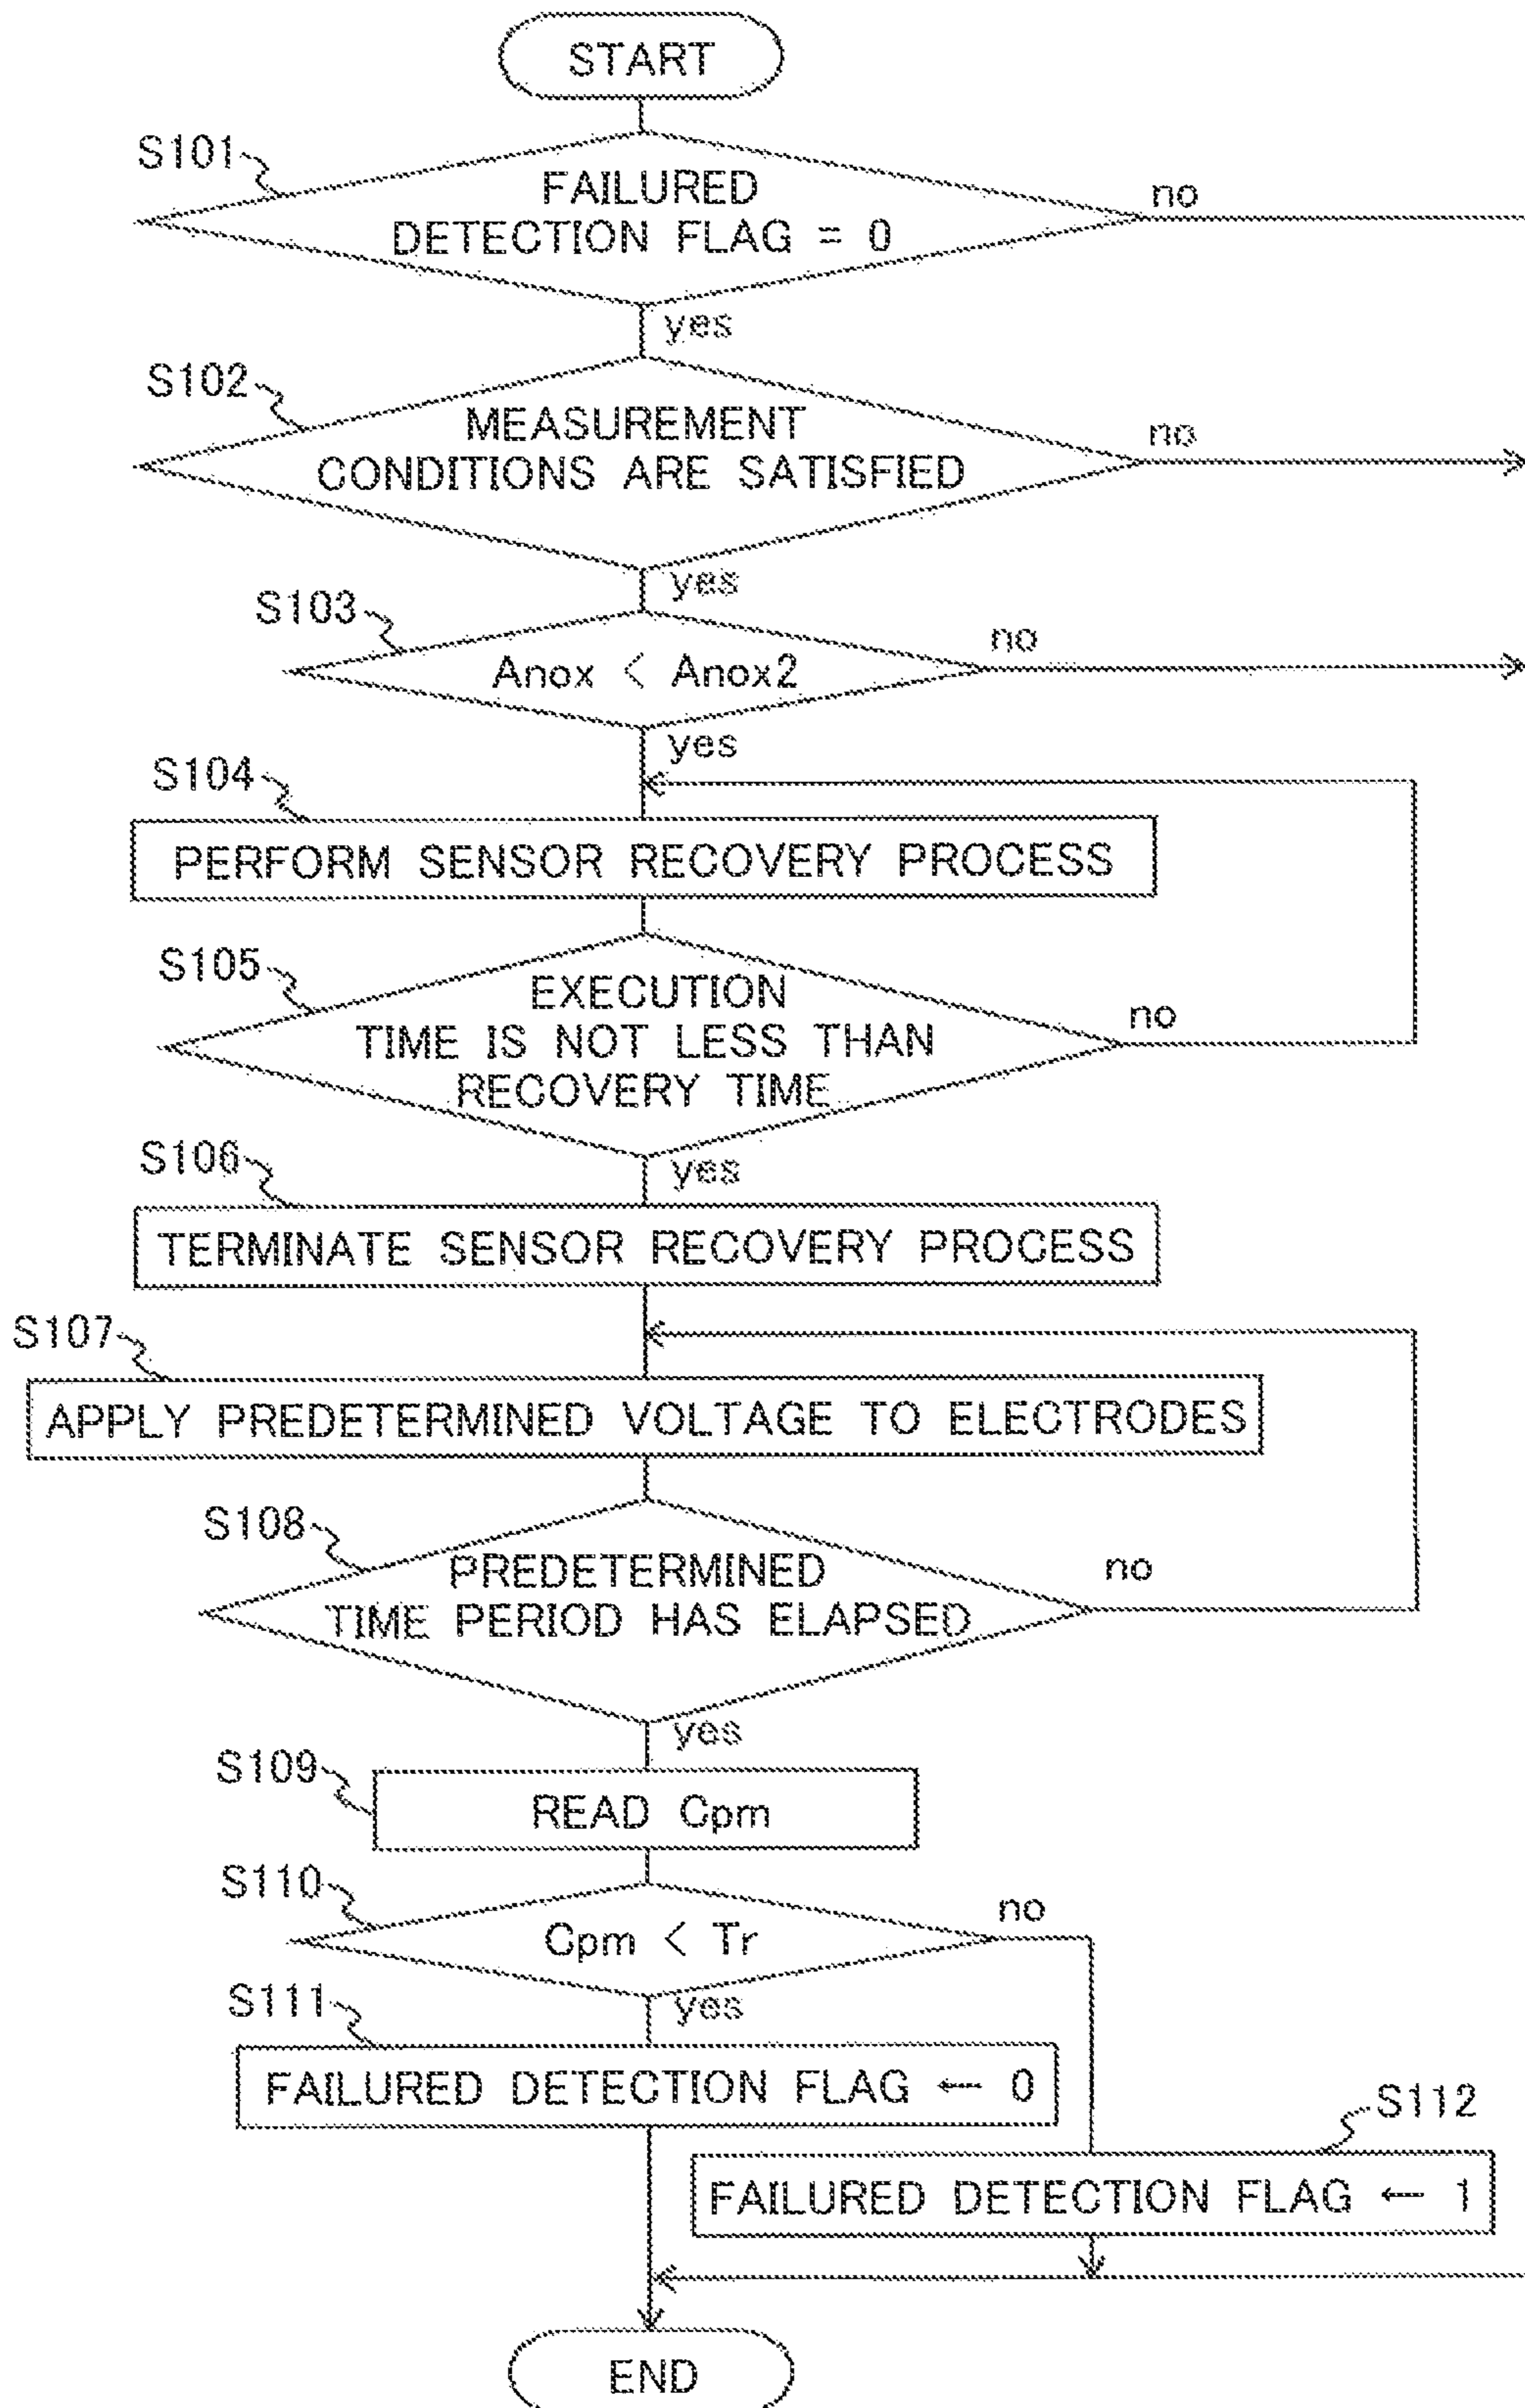 START
S101
FAILURED
DETECTION FLAG = 0
no
yes
S102
MEASUREMENT
CONDITIONS ARE SATISFIED
no
yes
S103
Anox < Anox2
no
yes
S104
PERFORM SENSOR RECOVERY PROCESS
S105
EXECUTION
TIME IS NOT LESS THAN
RECOVERY TIME
no
yes
S106
TERMINATE SENSOR RECOVERY PROCESS
S107
APPLY PREDETERMINED VOLTAGE TO ELECTRODES
S108
PREDETERMINED
TIME PERIOD HAS ELAPSED
no
yes
S109
READ Cpm
S110
Cpm < Tr
no
yes
S111
FAILURED DETECTION FLAG ← 0
S112
FAILURED DETECTION FLAG ← 1
END